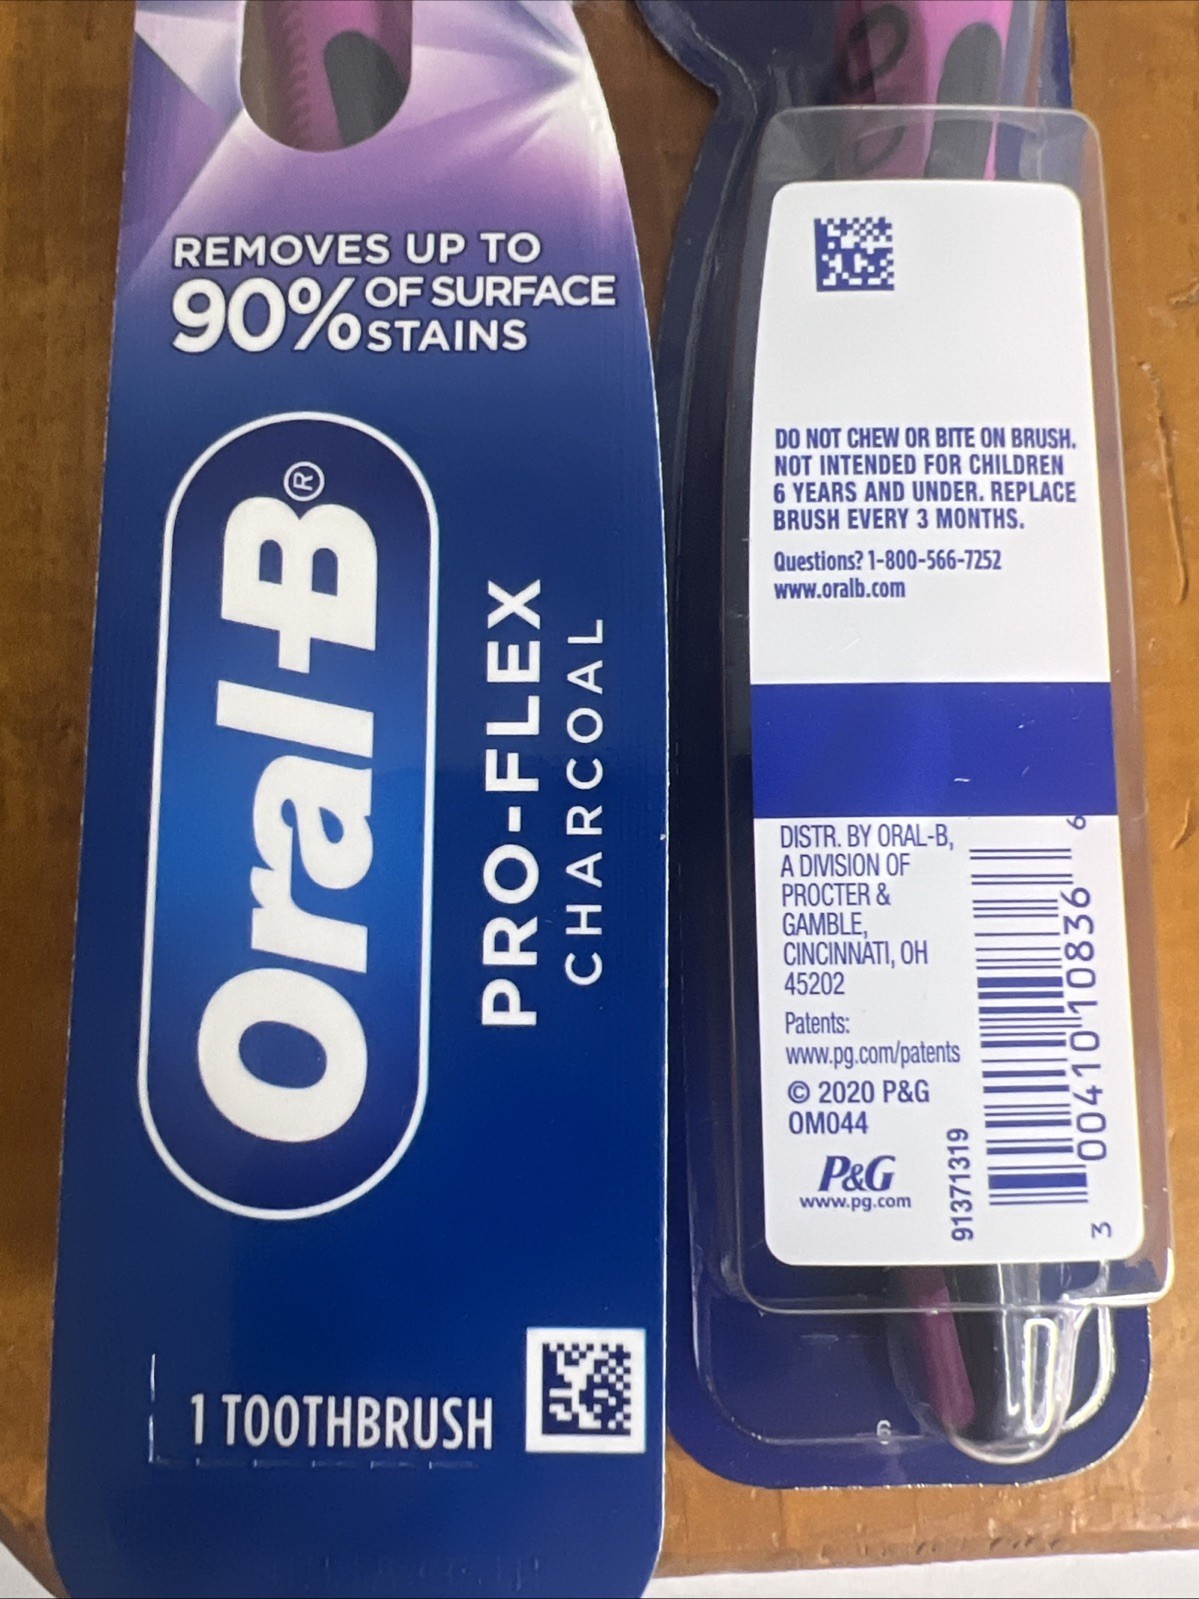 REMOVES UP TO
90% OF SURFACE
STAINS
Oral-B®
PRO-FLEX
CHARCOAL
1 TOOTHBRUSH
DO NOT CHEW OR BITE ON BRUSH.
NOT INTENDED FOR CHILDREN
6 YEARS AND UNDER. REPLACE
BRUSH EVERY 3 MONTHS.
Questions? 1-800-566-7252
www.oralb.com
DISTR. BY ORAL-B,
A DIVISION OF
PROCTER &
GAMBLE,
CINCINNATI, OH
45202
Patents:
www.pg.com/patents
© 2020 P&G
OM044
P&G
www.pg.com
91371319
3 00410 10836 6
6